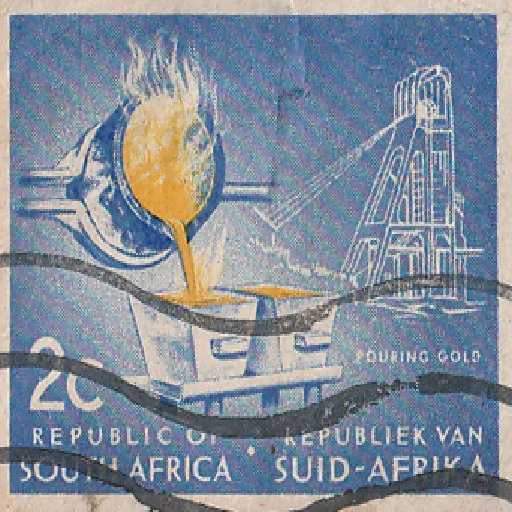 POURING GOLD
2c
REPUBLIC OF · REPUBLIEK VAN
SOUTH AFRICA SUID-AFRIKA